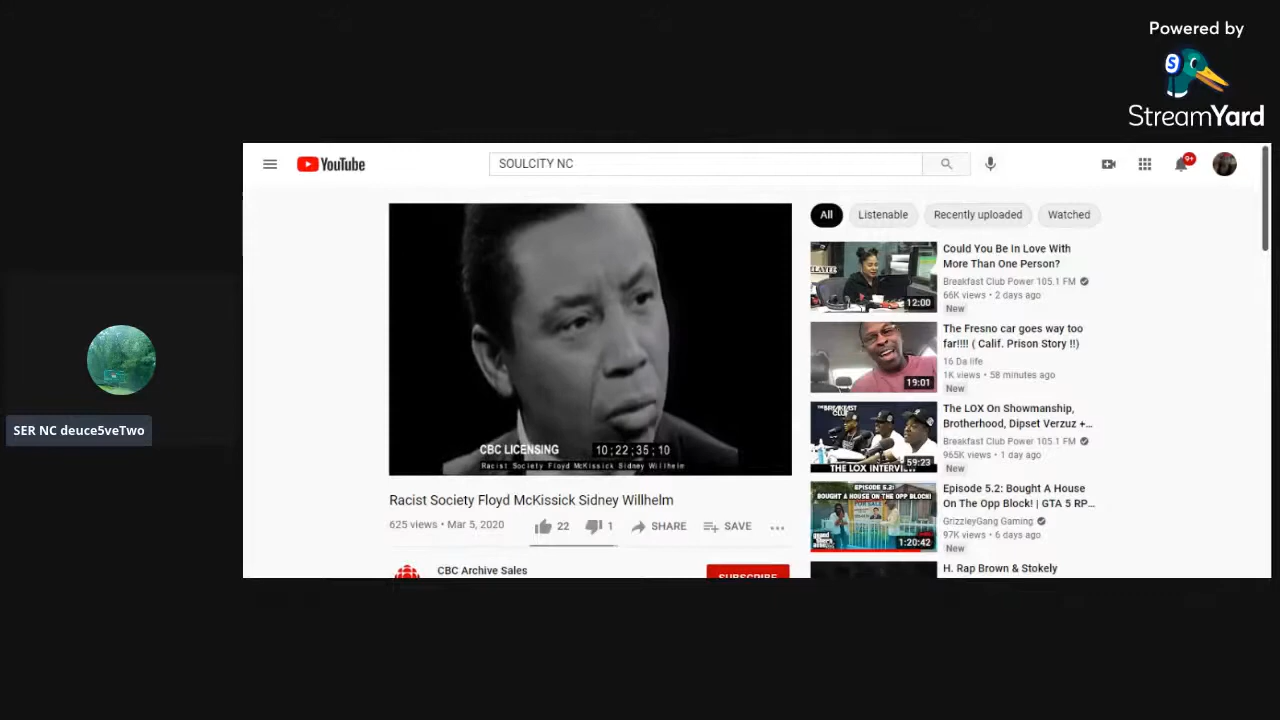 Powered by
StreamYard
YouTube
SOULCITY NC
9+
CBC LICENSING 10;22;35;10
Racist Society Floyd McKissick Sidney Willhelm
Racist Society Floyd McKissick Sidney Willhelm
625 views • Mar 5, 2020
22
1
SHARE
SAVE
CBC Archive Sales
SUBSCRIBE
All
Listenable
Recently uploaded
Watched
12:00
Could You Be In Love With
More Than One Person?
Breakfast Club Power 105.1 FM
66K views • 2 days ago
New
19:01
The Fresno car goes way too
far!!!! ( Calif. Prison Story !!)
16 Da life
1K views • 58 minutes ago
New
THE BREAKFAST
CLUB
59:23
THE LOX INTERVIEW
The LOX On Showmanship,
Brotherhood, Dipset Verzuz +...
Breakfast Club Power 105.1 FM
965K views • 1 day ago
New
EPISODE 5.2:
BOUGHT A HOUSE ON THE OPP BLOCK!
1:20:42
Episode 5.2: Bought A House
On The Opp Block! | GTA 5 RP...
GrizzleyGang Gaming
97K views • 6 days ago
New
H. Rap Brown & Stokely
SER NC deuce5veTwo